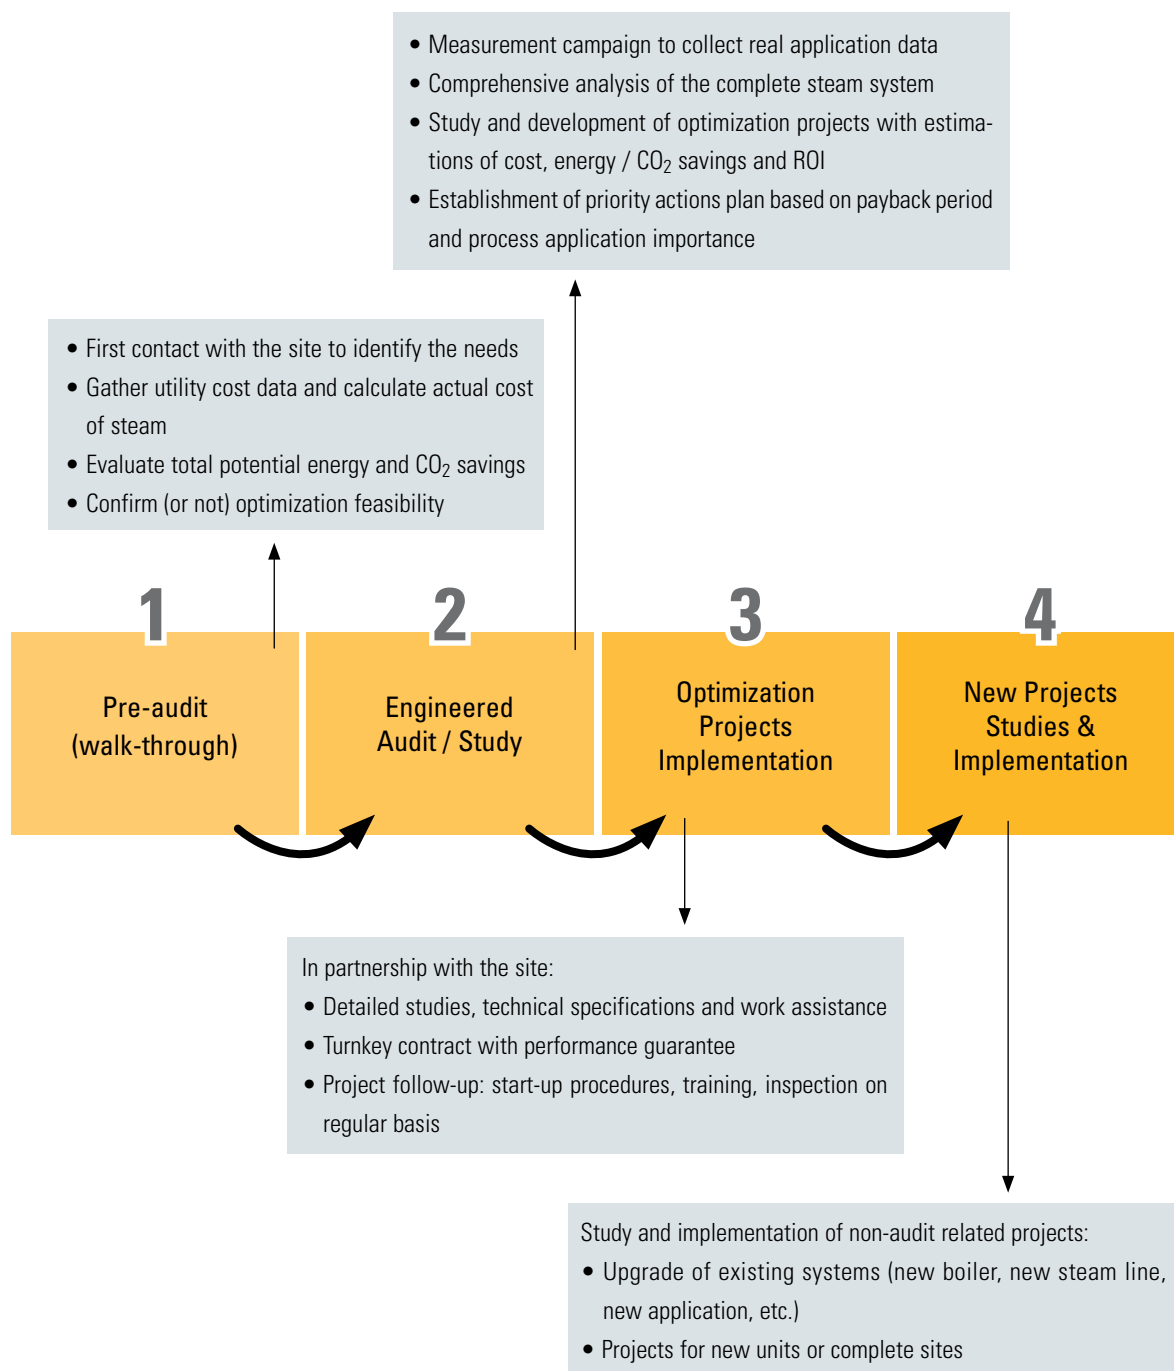 • Measurement campaign to collect real application data
• Comprehensive analysis of the complete steam system
• Study and development of optimization projects with estima-
tions of cost, energy / CO₂ savings and ROI
• Establishment of priority actions plan based on payback period
and process application importance
• First contact with the site to identify the needs
• Gather utility cost data and calculate actual cost
of steam
• Evaluate total potential energy and CO₂ savings
• Confirm (or not) optimization feasibility
1
Pre-audit
(walk-through)
2
Engineered
Audit / Study
3
Optimization
Projects
Implementation
4
New Projects
Studies &
Implementation
In partnership with the site:
• Detailed studies, technical specifications and work assistance
• Turnkey contract with performance guarantee
• Project follow-up: start-up procedures, training, inspection on
regular basis
Study and implementation of non-audit related projects:
• Upgrade of existing systems (new boiler, new steam line,
new application, etc.)
• Projects for new units or complete sites